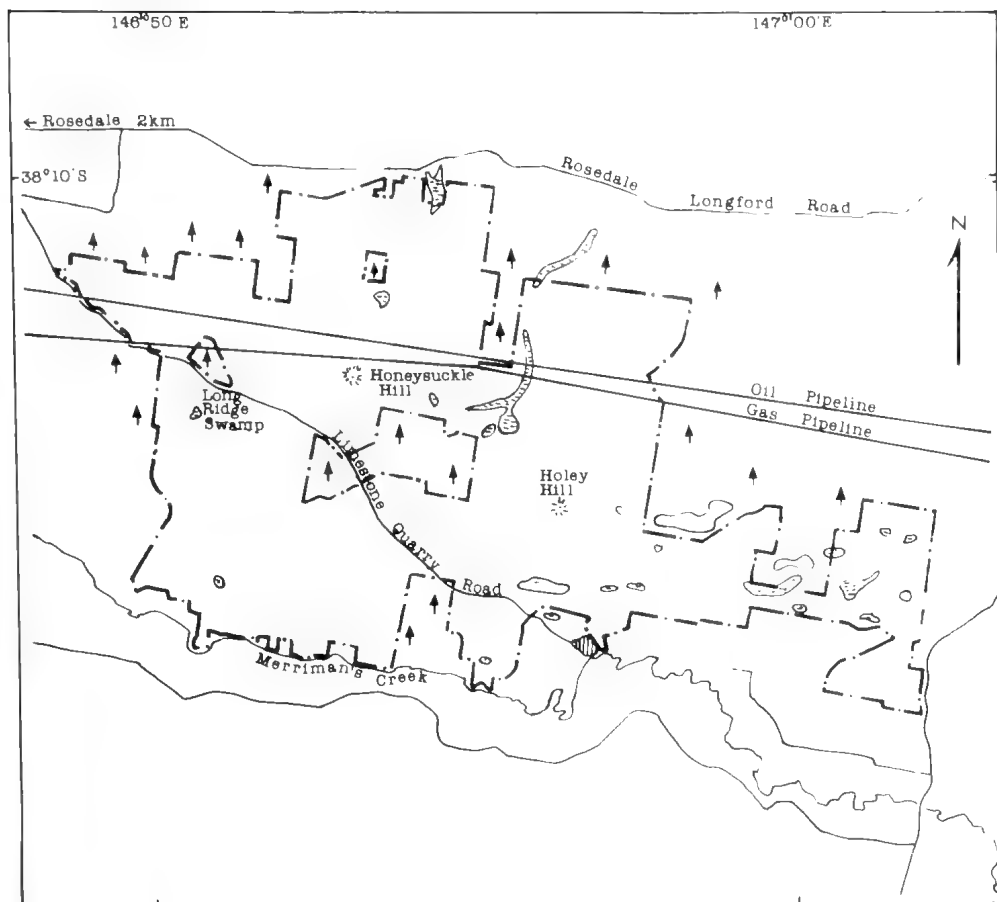 146° 50 E
147° 00 E
← Rosedale 2km
38°10'S
Rosedale
Longford Road
N
Oil Pipeline
Gas Pipeline
Honeysuckle
Hill
Long
Ridge
Swamp
Limestone
Quarry
Road
Holey
Hill
Merriman's Creek